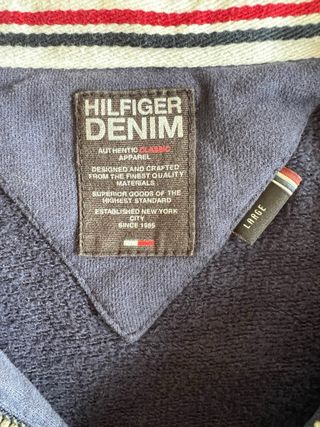 HILFIGER
DENIM
AUTHENTIC CLASSIC
APPAREL
DESIGNED AND CRAFTED
FROM THE FINEST QUALITY
MATERIALS
SUPERIOR GOODS OF THE
HIGHEST STANDARD
ESTABLISHED NEW YORK
CITY
SINCE 1985
LARGE